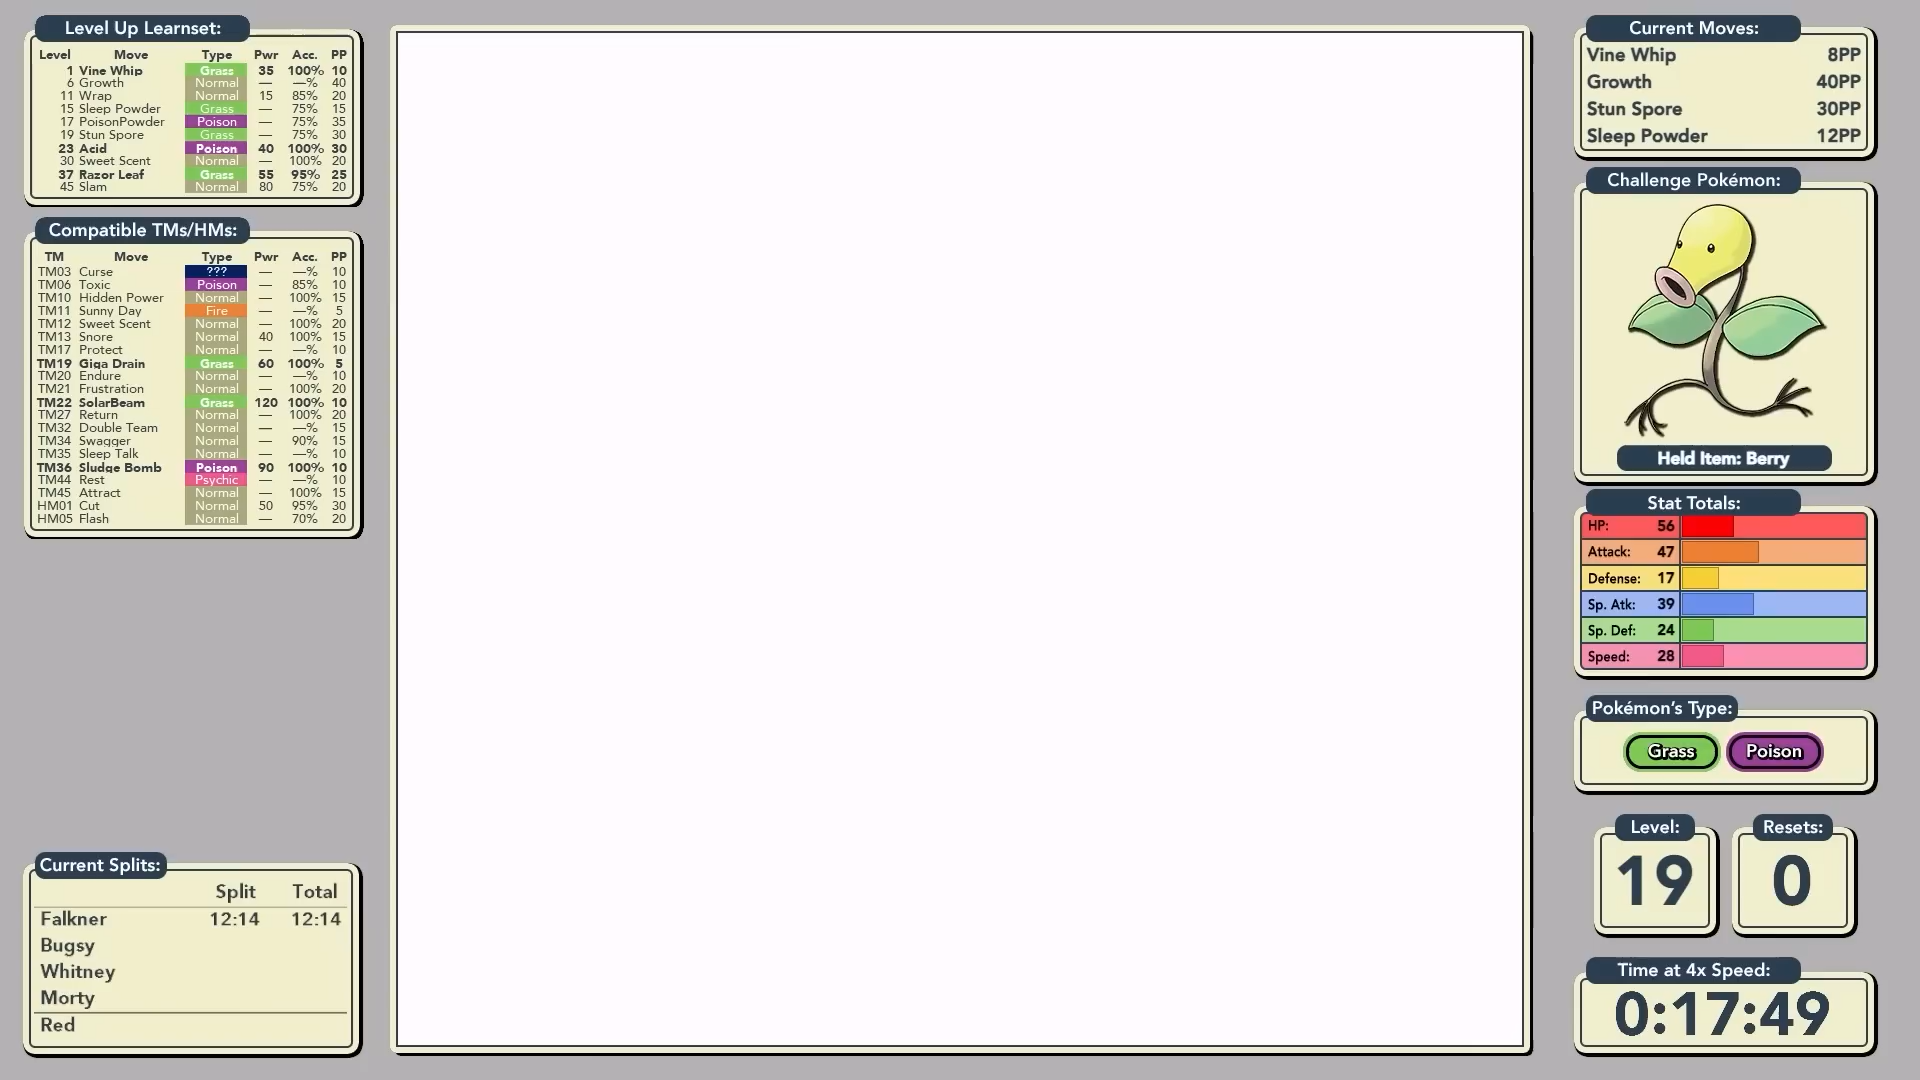 Level Up Learnset:
Level Move Type Pwr Acc. PP
1 Vine Whip Grass 35 100% 10
6 Growth Normal — —% 40
11 Wrap Normal 15 85% 20
15 Sleep Powder Grass — 75% 15
17 PoisonPowder Poison — 75% 35
19 Stun Spore Grass — 75% 30
23 Acid Poison 40 100% 30
30 Sweet Scent Normal — 100% 20
37 Razor Leaf Grass 55 95% 25
45 Slam Normal 80 75% 20
Compatible TMs/HMs:
TM Move Type Pwr Acc. PP
TM03 Curse ??? — —% 10
TM06 Toxic Poison — 85% 10
TM10 Hidden Power Normal — 100% 15
TM11 Sunny Day Fire — —% 5
TM12 Sweet Scent Normal — 100% 20
TM13 Snore Normal 40 100% 15
TM17 Protect Normal — —% 10
TM19 Giga Drain Grass 60 100% 5
TM20 Endure Normal — —% 10
TM21 Frustration Normal — 100% 20
TM22 SolarBeam Grass 120 100% 10
TM27 Return Normal — 100% 20
TM32 Double Team Normal — —% 15
TM34 Swagger Normal — 90% 15
TM35 Sleep Talk Normal — —% 10
TM36 Sludge Bomb Poison 90 100% 10
TM44 Rest Psychic — —% 10
TM45 Attract Normal — 100% 15
HM01 Cut Normal 50 95% 30
HM05 Flash Normal — 70% 20
Current Splits:
Split Total
Falkner 12:14 12:14
Bugsy
Whitney
Morty
Red
Current Moves:
Vine Whip 8PP
Growth 40PP
Stun Spore 30PP
Sleep Powder 12PP
Challenge Pokémon:
Held Item: Berry
Stat Totals:
HP: 56
Attack: 47
Defense: 17
Sp. Atk: 39
Sp. Def: 24
Speed: 28
Pokémon's Type:
Grass Poison
Level: Resets:
19 0
Time at 4x Speed:
0:17:49